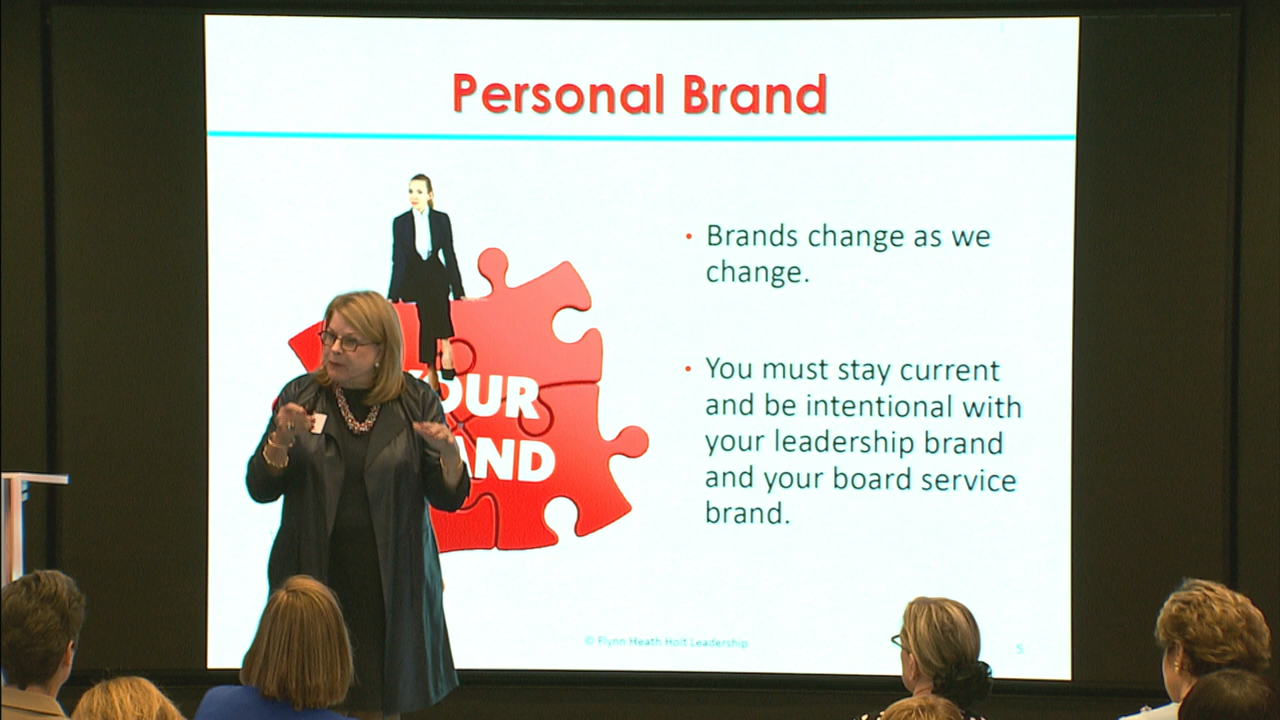 Personal Brand
• Brands change as we
change.
• You must stay current
and be intentional with
your leadership brand
and your board service
brand.
OUR
AND
© Flynn Heath Holt Leadership
5